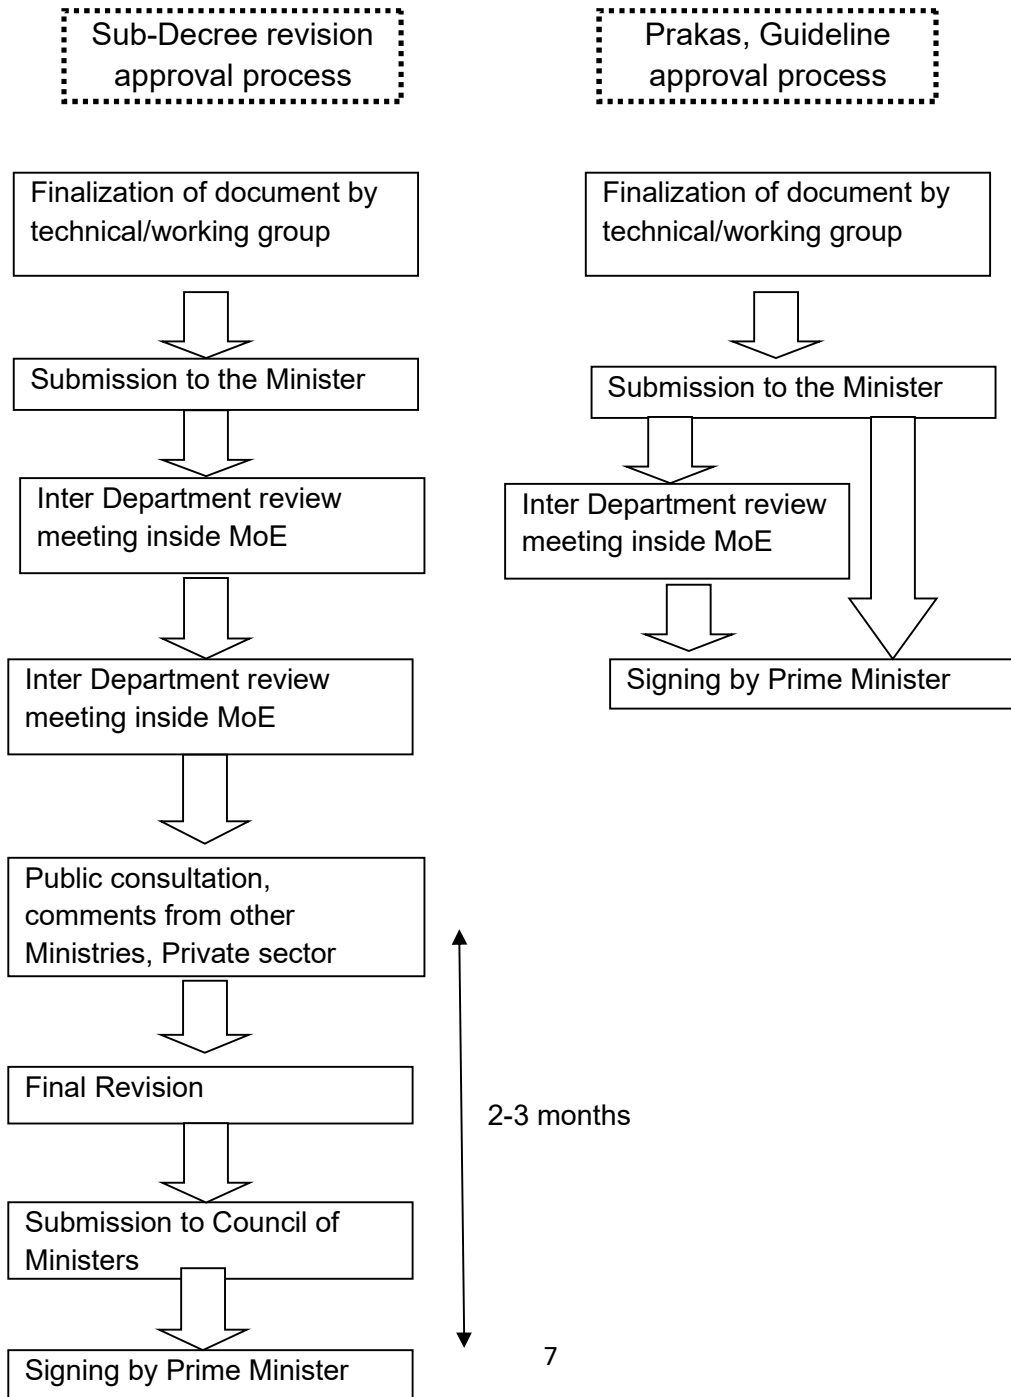 Sub-Decree revision
approval process
Finalization of document by
technical/working group
Submission to the Minister
Inter Department review
meeting inside MoE
Inter Department review
meeting inside MoE
Public consultation,
comments from other
Ministries, Private sector
Final Revision
Submission to Council of
Ministers
Signing by Prime Minister
2-3 months
Prakas, Guideline
approval process
Finalization of document by
technical/working group
Submission to the Minister
Inter Department review
meeting inside MoE
Signing by Prime Minister
7